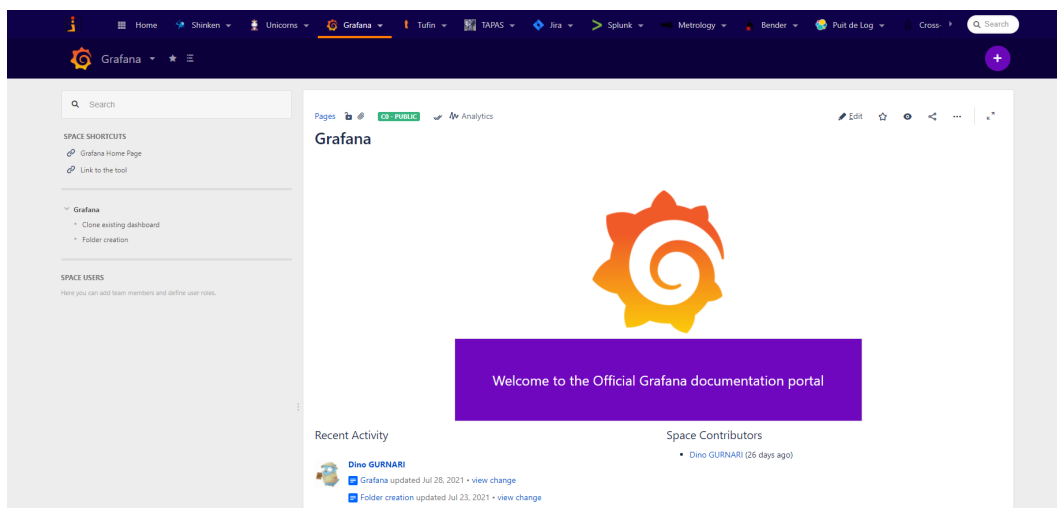 Home Shinken Unicorns Grafana Tufin TAPAS Jira Splunk Metrology Bender Puit de Log Cross- Search
Grafana
Search
SPACE SHORTCUTS
Grafana Home Page
Link to the tool
Grafana
Clone existing dashboard
Folder creation
SPACE USERS
Here you can add team members and define user roles.
Pages C0 - PUBLIC Analytics
Edit
Grafana
Welcome to the Official Grafana documentation portal
Recent Activity
Dino GURNARI
Grafana updated Jul 28, 2021 • view change
Folder creation updated Jul 23, 2021 • view change
Space Contributors
Dino GURNARI (26 days ago)